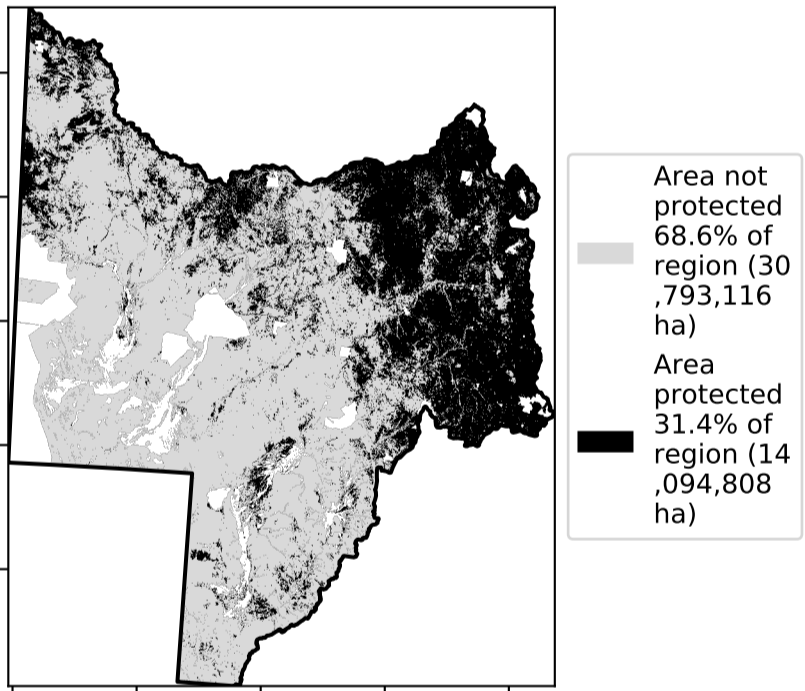 Area not
protected
68.6% of
region (30
,793,116
ha)
Area
protected
31.4% of
region (14
,094,808
ha)